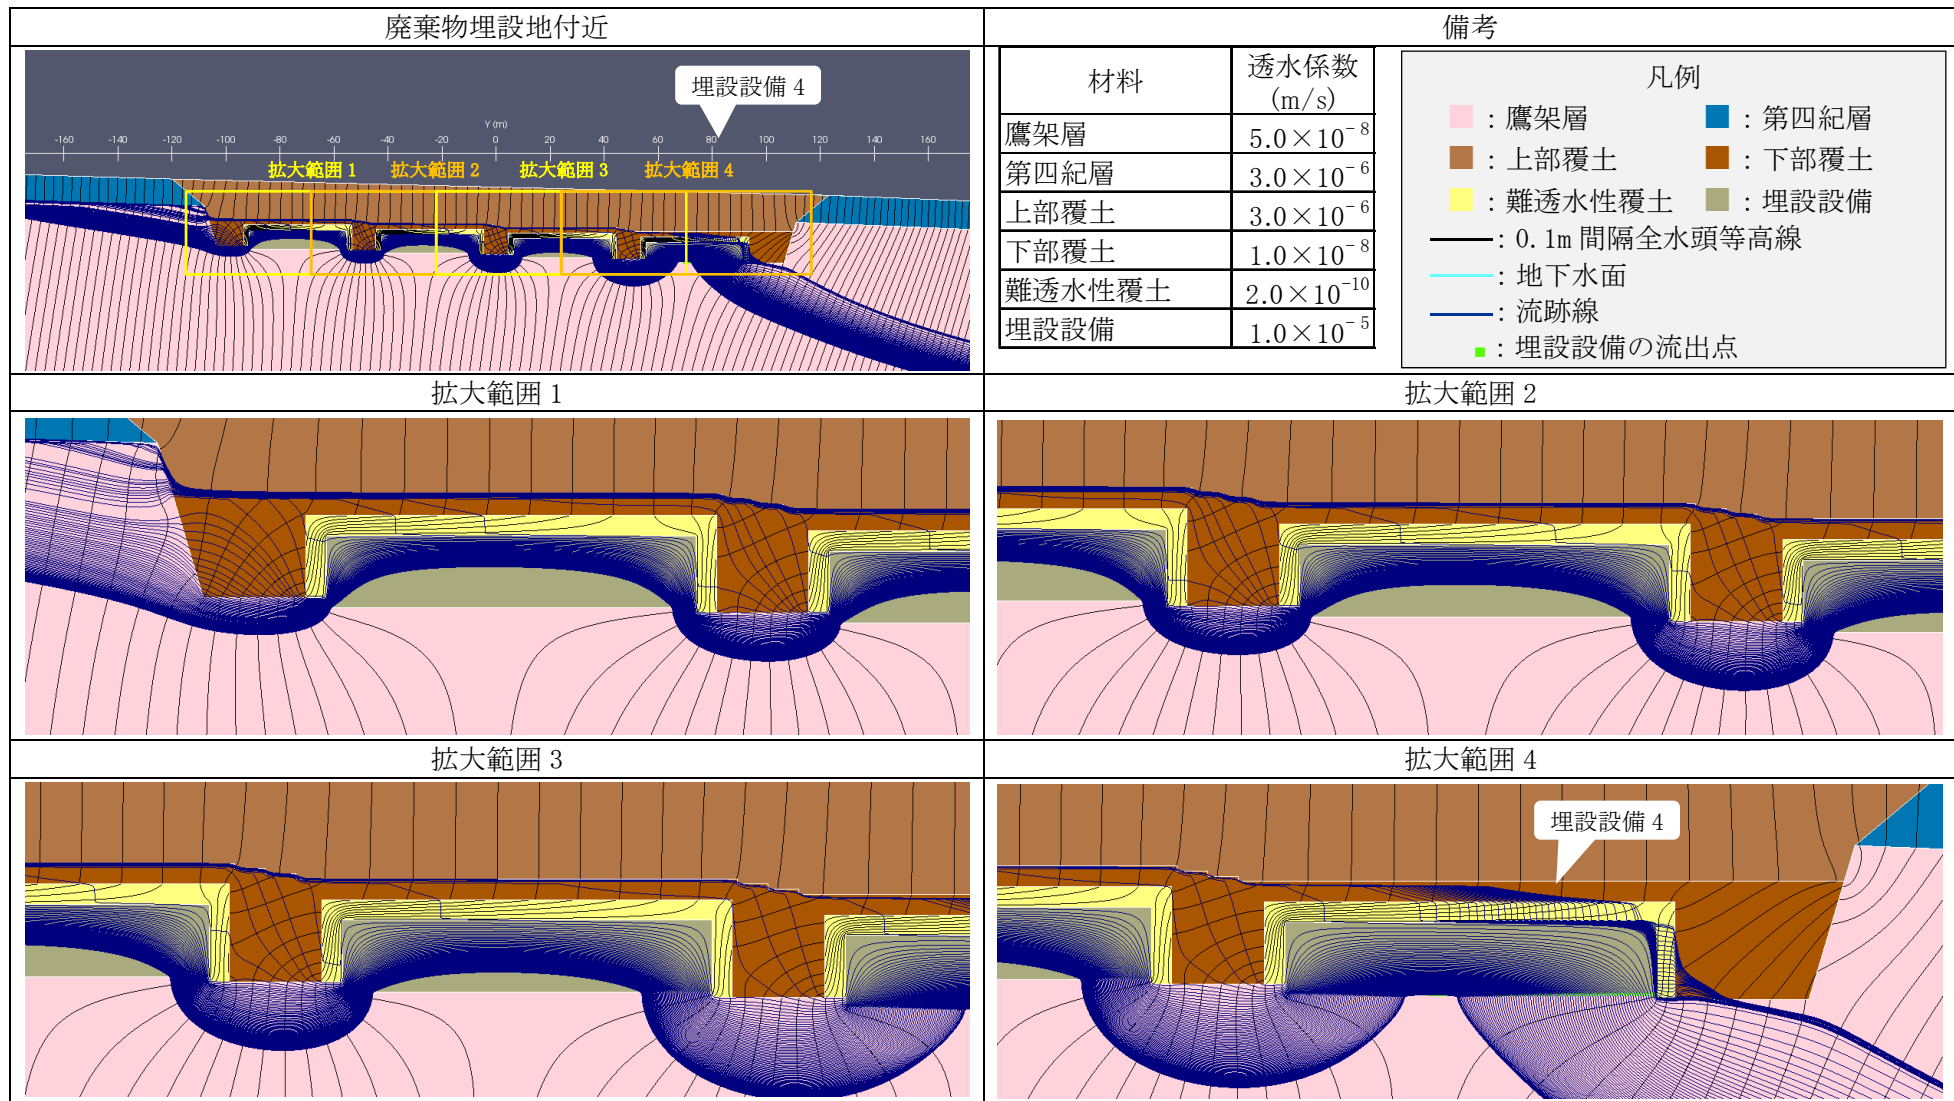 廃棄物埋設地付近
備考
埋設設備 4
Y (m)
-160 -140 -120 -100 -80 -60 -40 -20 0 20 40 60 80 100 120 140 160
拡大範囲 1 拡大範囲 2 拡大範囲 3 拡大範囲 4
材料 透水係数
(m/s)
鷹架層 5.0×10⁻⁸
第四紀層 3.0×10⁻⁶
上部覆土 3.0×10⁻⁶
下部覆土 1.0×10⁻⁸
難透水性覆土 2.0×10⁻¹⁰
埋設設備 1.0×10⁻⁵
凡例
：鷹架層 ：第四紀層
：上部覆土 ：下部覆土
：難透水性覆土 ：埋設設備
：0.1m 間隔全水頭等高線
：地下水面
：流跡線
：埋設設備の流出点
拡大範囲 1
拡大範囲 2
拡大範囲 3
拡大範囲 4
埋設設備 4